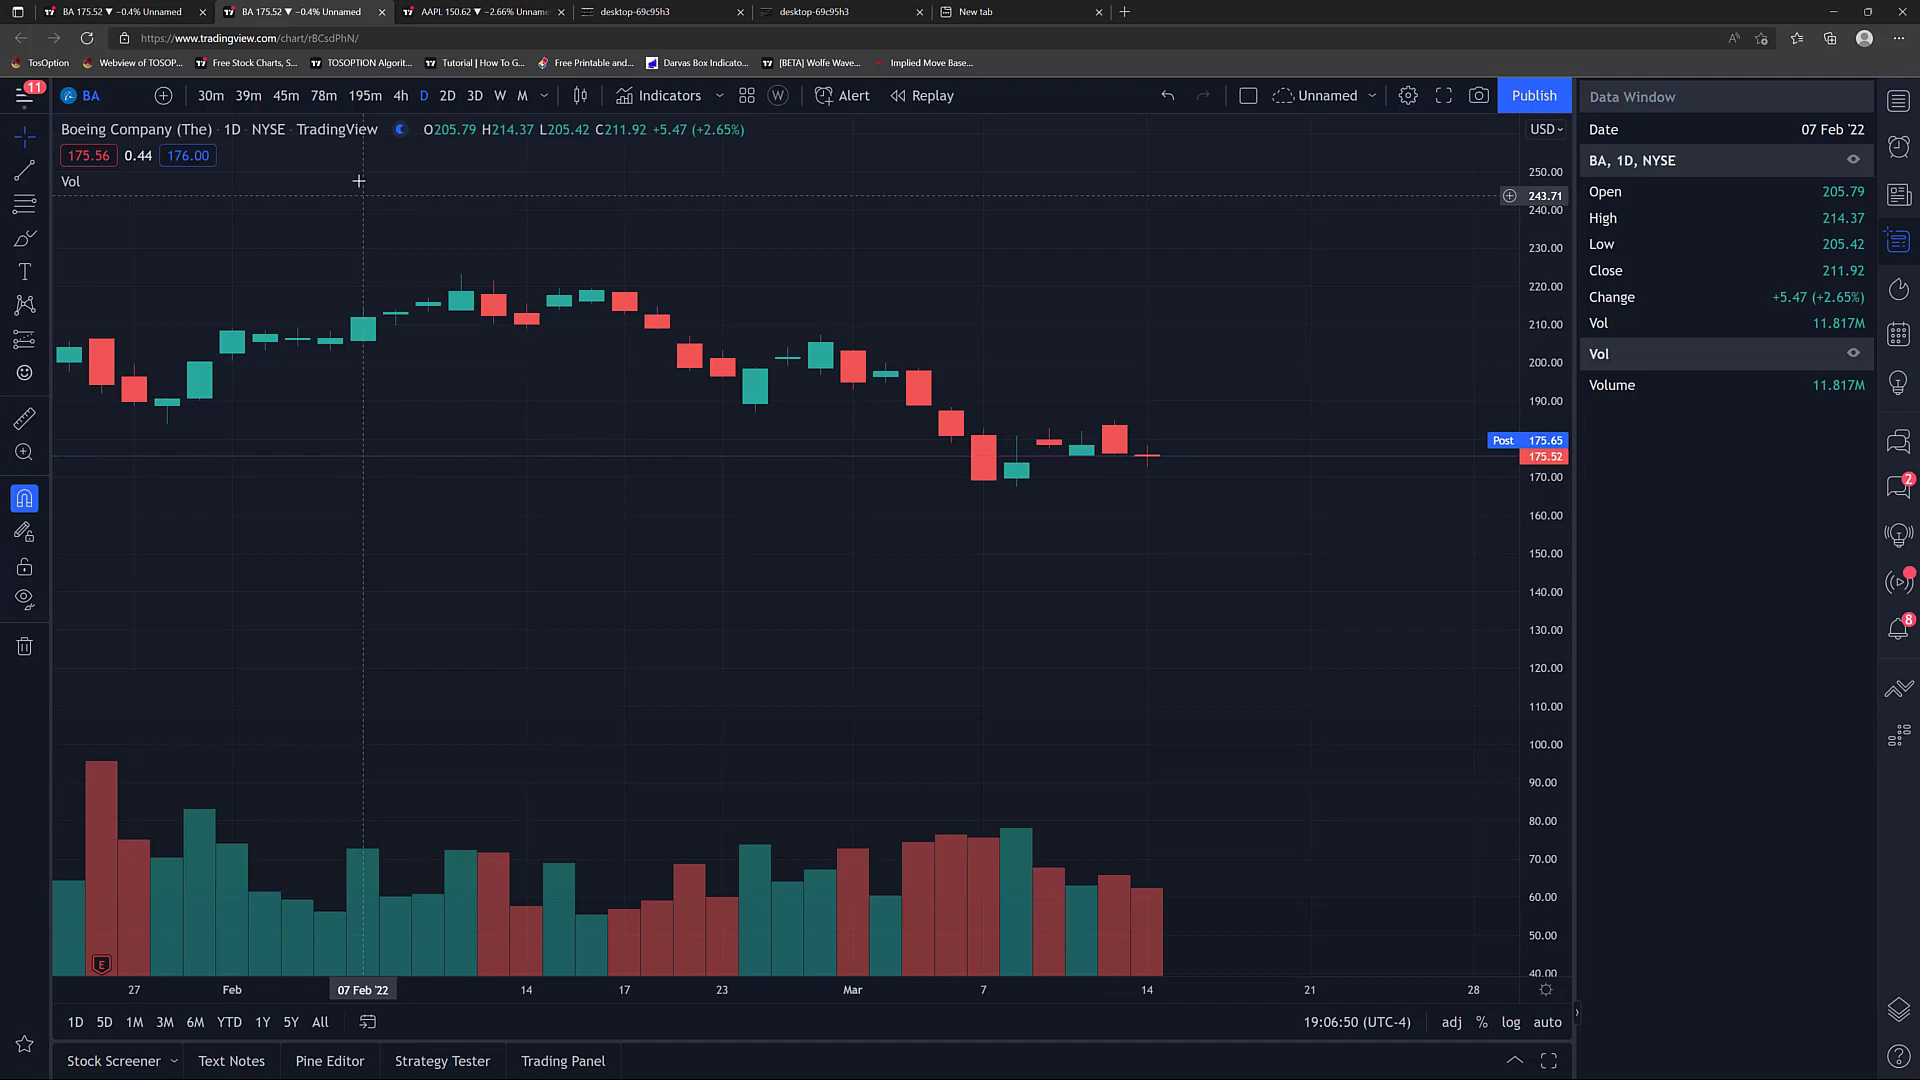 BA 175.52 ▼ −0.4% Unnamed
BA 175.52 ▼ −0.4% Unnamed
AAPL 150.62 ▼ −2.66% Unname
desktop-69c95h3
desktop-69c95h3
New tab
https://www.tradingview.com/chart/rBCsdPhN/
TosOption
Webview of TOSOP...
Free Stock Charts, S...
TOSOPTION Algorit...
Tutorial | How To G...
Free Printable and...
Darvas Box Indicato...
[BETA] Wolfe Wave...
Implied Move Base...
11
BA
30m 39m 45m 78m 195m 4h D 2D 3D W M
Indicators
W
Alert
Replay
Unnamed
Publish
Boeing Company (The) · 1D · NYSE · TradingView
O205.79 H214.37 L205.42 C211.92 +5.47 (+2.65%)
USD
175.56 0.44 176.00
Vol
250.00
243.71
240.00
230.00
220.00
210.00
200.00
190.00
Post 175.65
175.52
170.00
160.00
150.00
140.00
130.00
120.00
110.00
100.00
90.00
80.00
70.00
60.00
50.00
40.00
E
27 Feb 07 Feb '22 14 17 23 Mar 7 14 21 28
1D 5D 1M 3M 6M YTD 1Y 5Y All
19:06:50 (UTC-4)
adj % log auto
Stock Screener Text Notes Pine Editor Strategy Tester Trading Panel
Data Window
Date 07 Feb '22
BA, 1D, NYSE
Open 205.79
High 214.37
Low 205.42
Close 211.92
Change +5.47 (+2.65%)
Vol 11.817M
Vol
Volume 11.817M
2
8